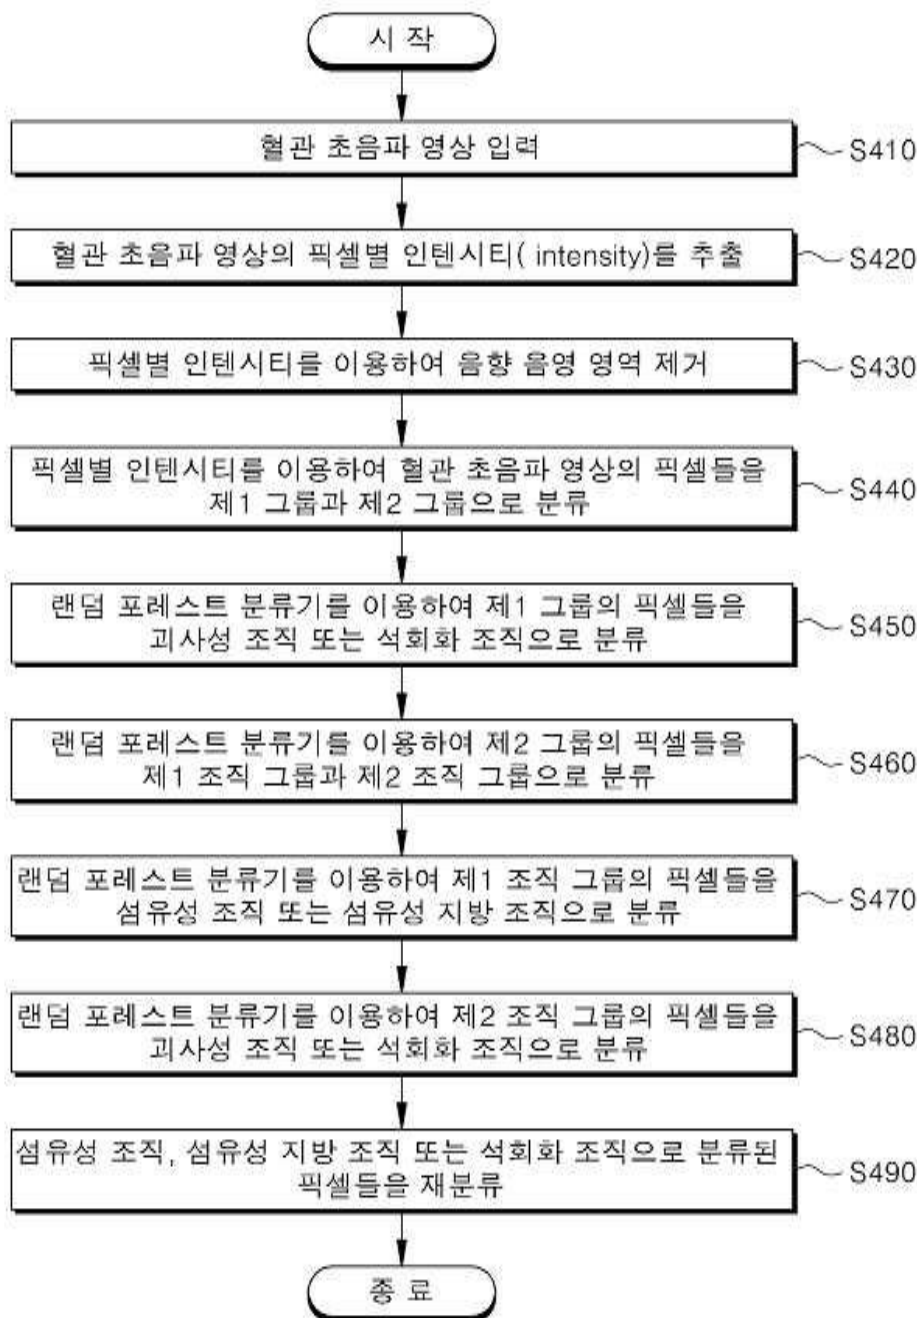 시 작
혈관 초음파 영상 입력
S410
혈관 초음파 영상의 픽셀별 인텐시티( intensity)를 추출
S420
픽셀별 인텐시티를 이용하여 음향 음영 영역 제거
S430
픽셀별 인텐시티를 이용하여 혈관 초음파 영상의 픽셀들을
제1 그룹과 제2 그룹으로 분류
S440
랜덤 포레스트 분류기를 이용하여 제1 그룹의 픽셀들을
괴사성 조직 또는 석회화 조직으로 분류
S450
랜덤 포레스트 분류기를 이용하여 제2 그룹의 픽셀들을
제1 조직 그룹과 제2 조직 그룹으로 분류
S460
랜덤 포레스트 분류기를 이용하여 제1 조직 그룹의 픽셀들을
섬유성 조직 또는 섬유성 지방 조직으로 분류
S470
랜덤 포레스트 분류기를 이용하여 제2 조직 그룹의 픽셀들을
괴사성 조직 또는 석회화 조직으로 분류
S480
섬유성 조직, 섬유성 지방 조직 또는 석회화 조직으로 분류된
픽셀들을 재분류
S490
종 료